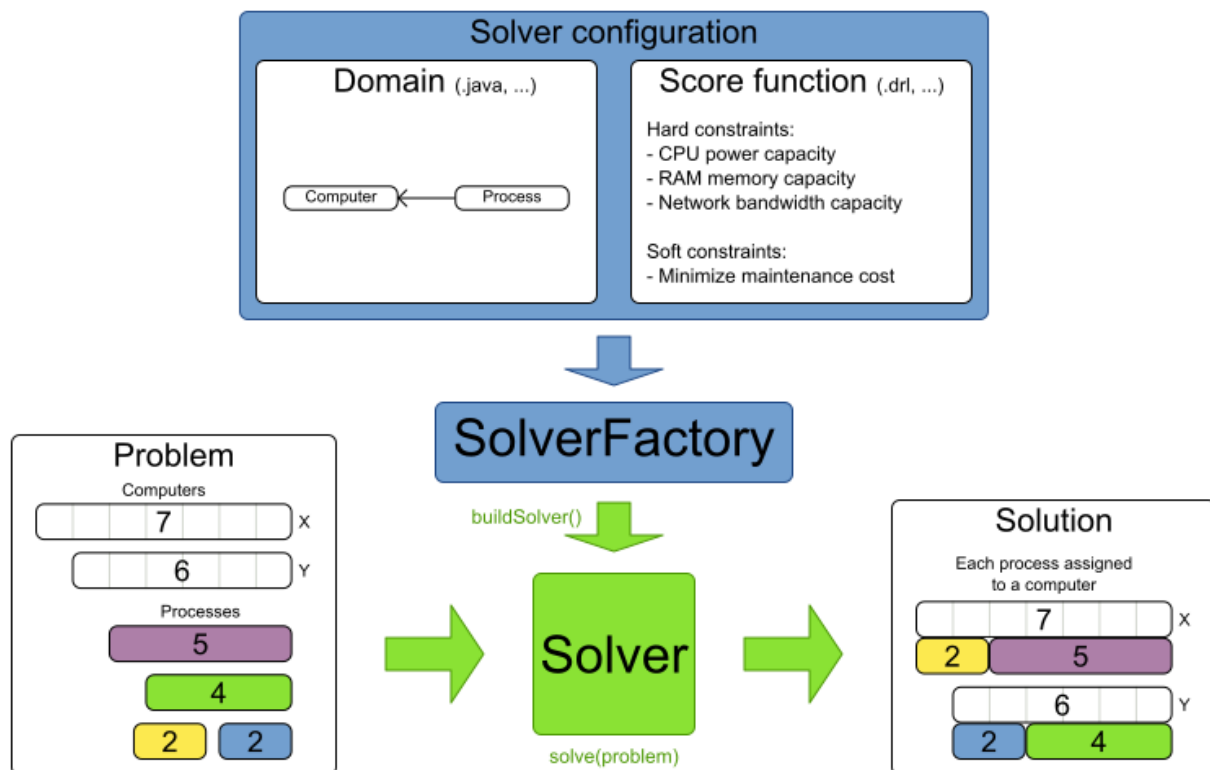 Solver configuration
Domain (.java, ...)
Computer
Process
Score function (.drl, ...)
Hard constraints:
- CPU power capacity
- RAM memory capacity
- Network bandwidth capacity
Soft constraints:
- Minimize maintenance cost
SolverFactory
buildSolver()
Problem
Computers
7 X
6 Y
Processes
5
4
2 2
Solver
solve(problem)
Solution
Each process assigned
to a computer
7 X
2 5
6 Y
2 4